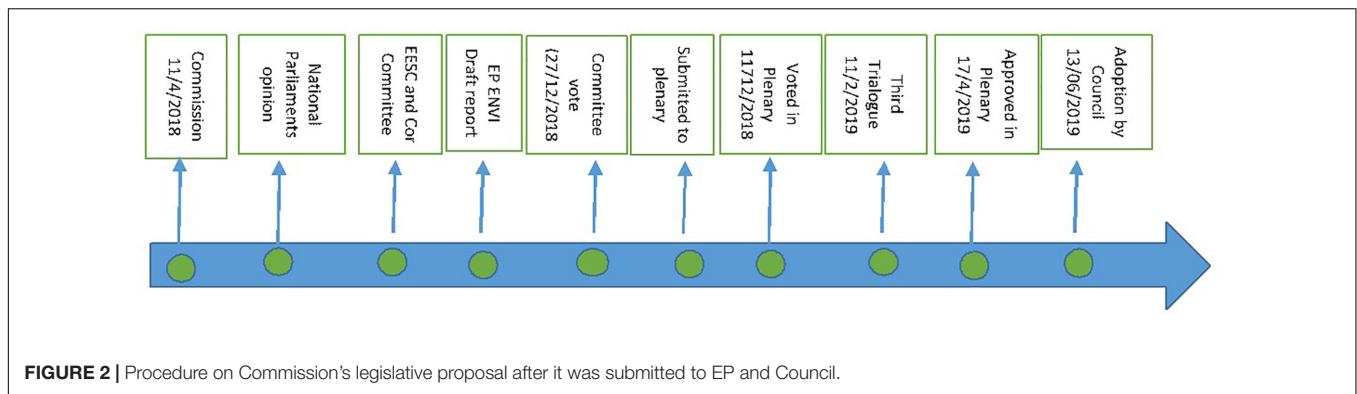 Commission
11/4/2018
National
Parliaments
opinion
EESC and Cor
Committee
EP ENVI
Draft report
Committee
vote
(27/12/2018
Submitted to
plenary
Voted in
Plenary
11712/2018
Third
Trialogue
11/2/2019
Approved in
Plenary
17/4/2019
Adoption by
Council
13/06/2019
FIGURE 2 | Procedure on Commission's legislative proposal after it was submitted to EP and Council.